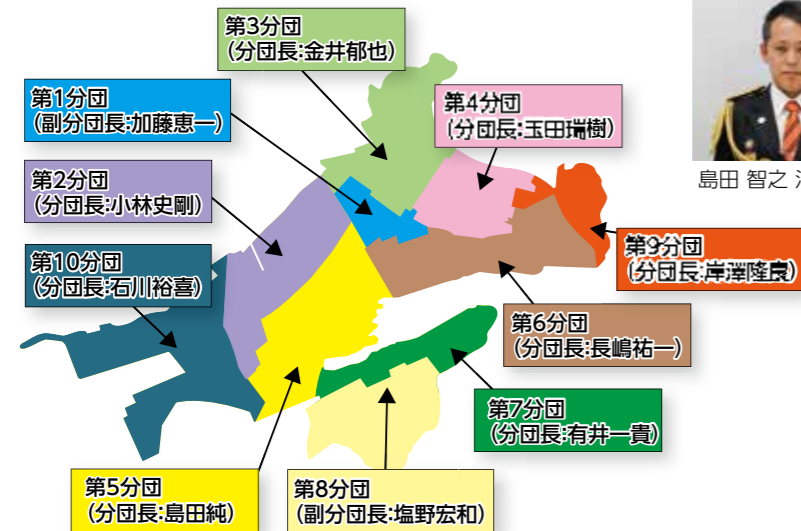 第3分団
(分団長:金井郁也)
第1分団
(副分団長:加藤恵一)
第4分団
(分団長:玉田瑞樹)
第2分団
(分団長:小林史剛)
島田 智之
第9分団
(分団長:岸澤隆良)
第10分団
(分団長:石川裕喜)
第6分団
(分団長:長嶋祐一)
第7分団
(分団長:有井一貴)
第5分団
(分団長:島田純)
第8分団
(副分団長:塩野宏和)